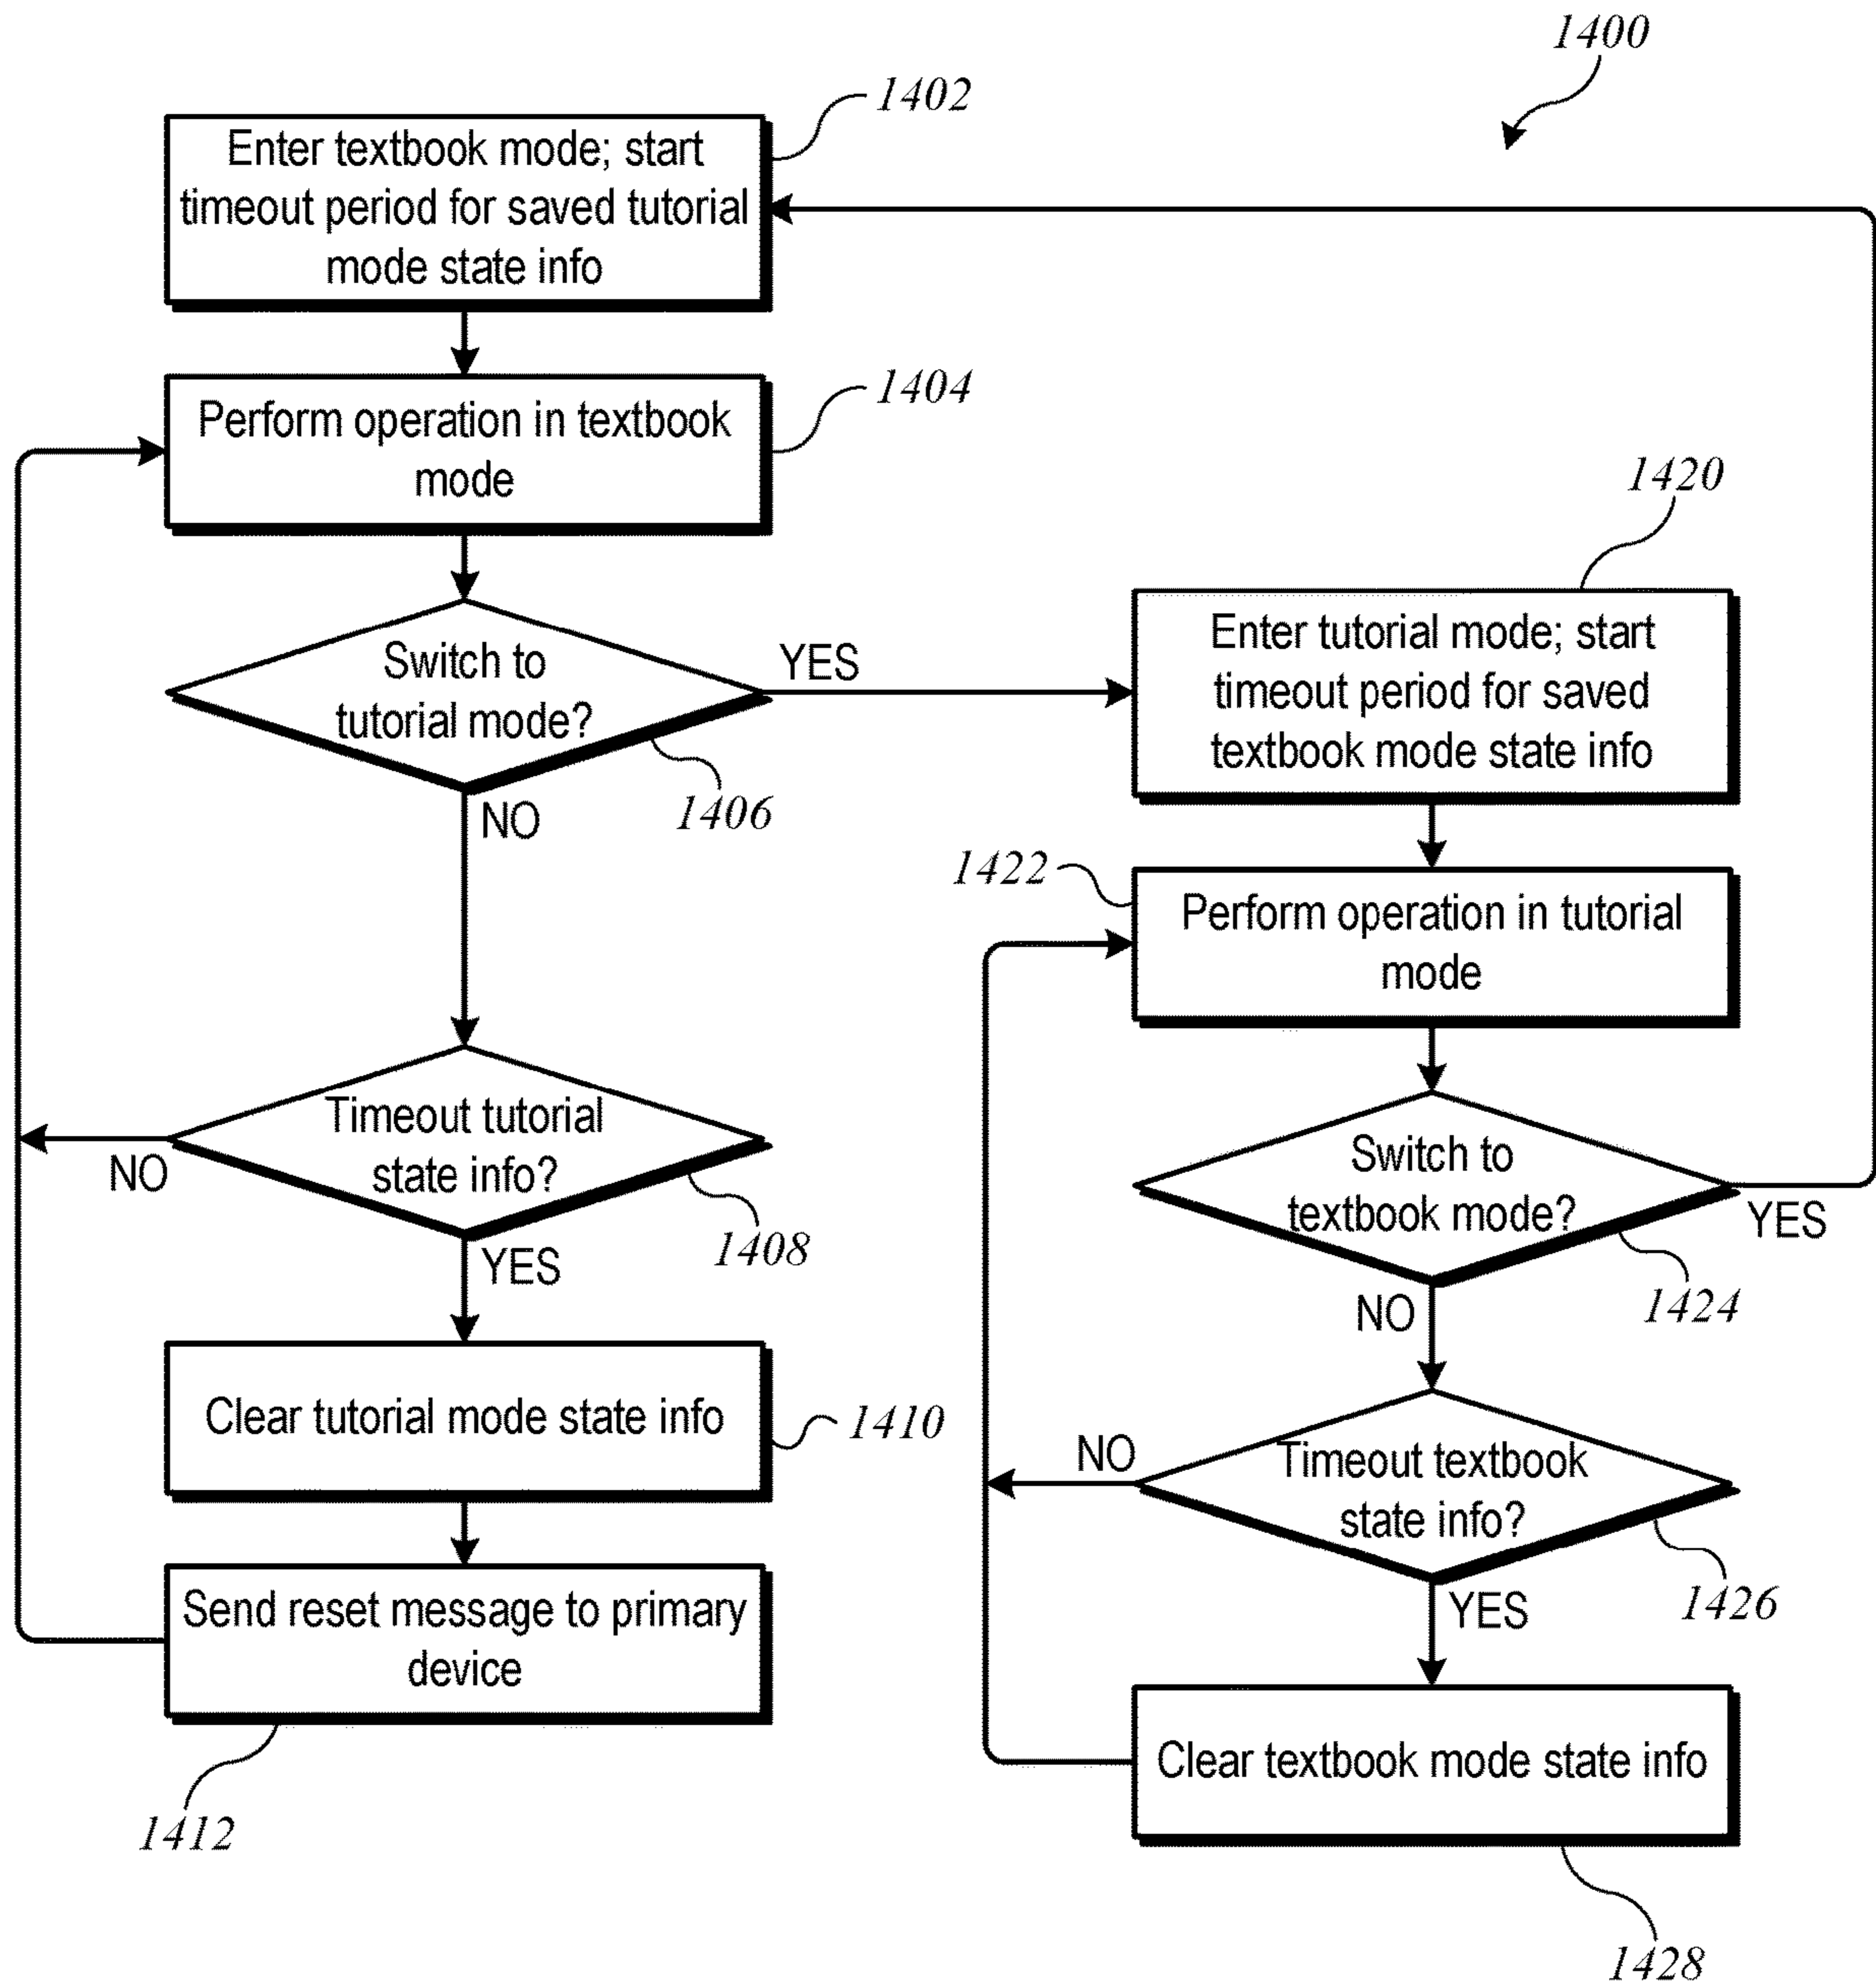 1400
1402
Enter textbook mode; start
timeout period for saved tutorial
mode state info
1404
Perform operation in textbook
mode
Switch to
tutorial mode?
YES
1406
NO
1420
Enter tutorial mode; start
timeout period for saved
textbook mode state info
1422
Perform operation in tutorial
mode
Timeout tutorial
state info?
NO
1408
YES
Switch to
textbook mode?
YES
1424
NO
Clear tutorial mode state info
1410
Timeout textbook
state info?
NO
1426
YES
Send reset message to primary
device
1412
Clear textbook mode state info
1428